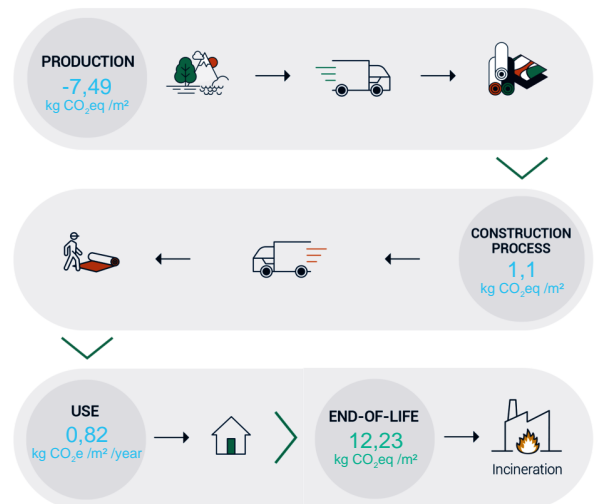 PRODUCTION
-7,49
kg CO₂eq /m²
CONSTRUCTION
PROCESS
1,1
kg CO₂eq /m²
USE
0,82
kg CO₂e /m² /year
END-OF-LIFE
12,23
kg CO₂eq /m²
Incineration